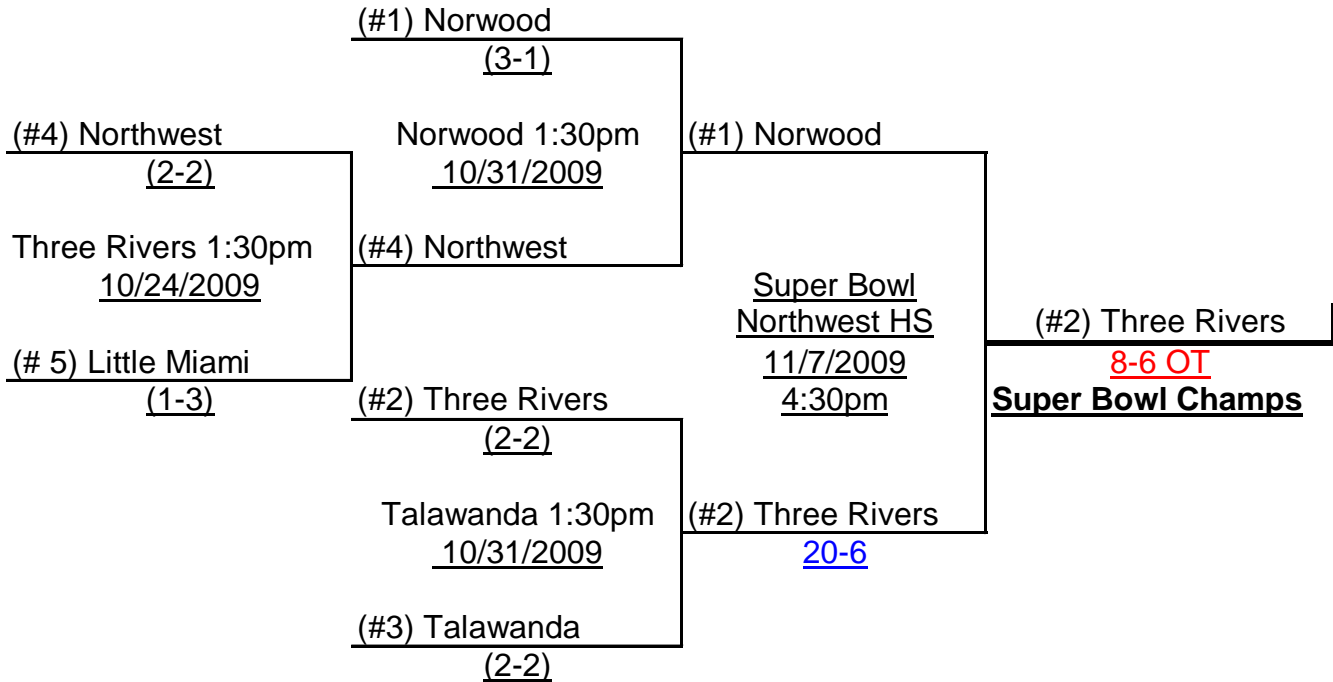 (#1) Norwood
(3-1)
(#4) Northwest
(2-2)
Norwood 1:30pm
10/31/2009
(#1) Norwood
Three Rivers 1:30pm
10/24/2009
(#4) Northwest
(# 5) Little Miami
(1-3)
Super Bowl
Northwest HS
11/7/2009
4:30pm
(#2) Three Rivers
8-6 OT
Super Bowl Champs
(#2) Three Rivers
(2-2)
Talawanda 1:30pm
10/31/2009
(#2) Three Rivers
20-6
(#3) Talawanda
(2-2)